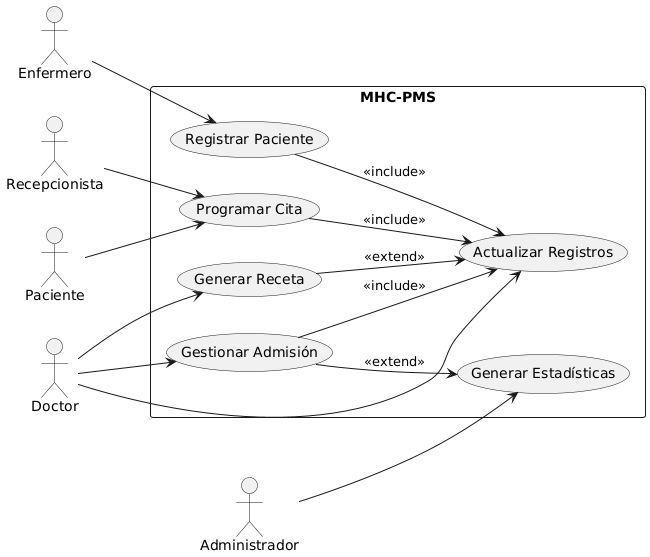 Enfermero
MHC-PMS
Registrar Paciente
Recepcionista
«include»
Programar Cita
«include»
Actualizar Registros
Paciente
«extend»
Generar Receta
«include»
Gestionar Admisión
«extend»
Generar Estadísticas
Doctor
Administrador